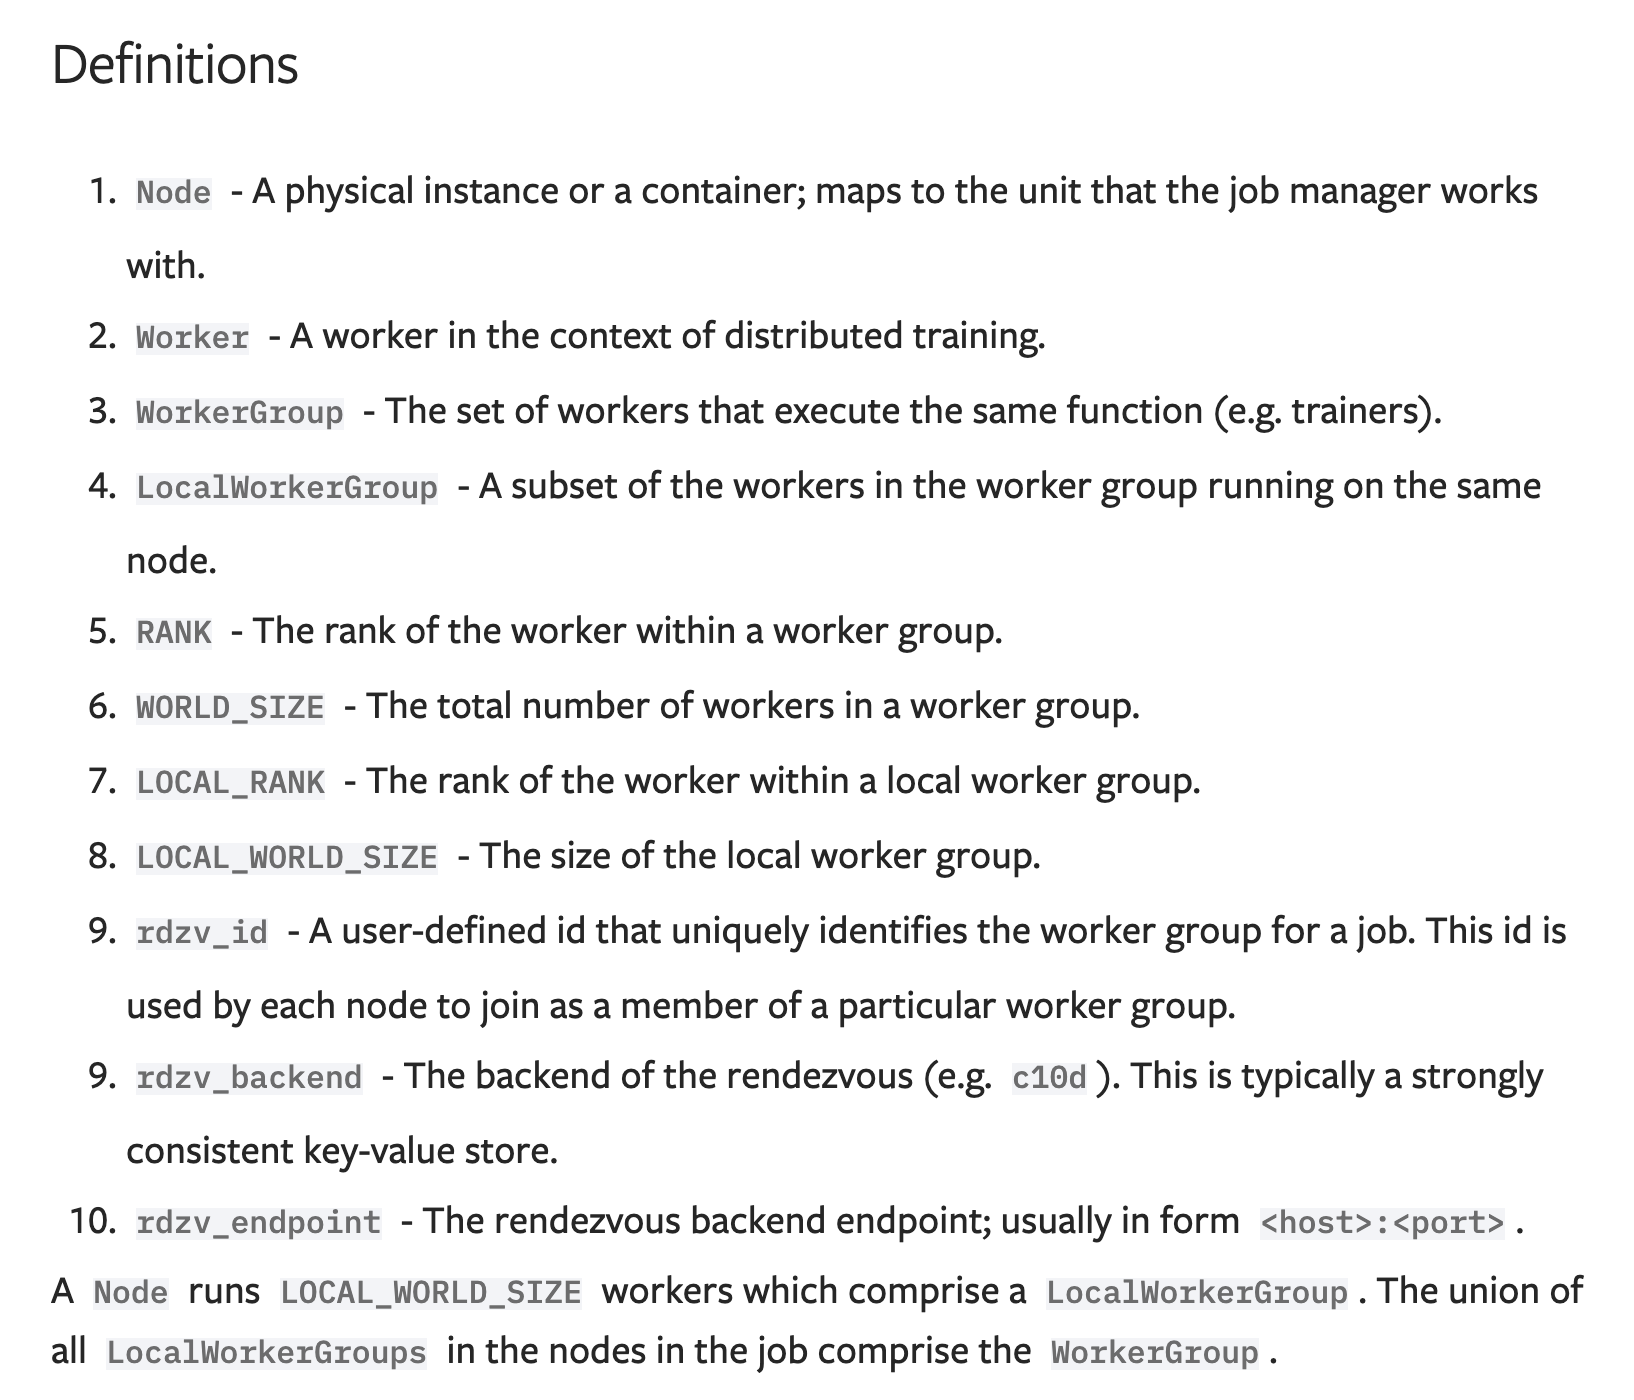 Definitions
1. Node - A physical instance or a container; maps to the unit that the job manager works
with.
2. Worker - A worker in the context of distributed training.
3. WorkerGroup - The set of workers that execute the same function (e.g. trainers).
4. LocalWorkerGroup - A subset of the workers in the worker group running on the same
node.
5. RANK - The rank of the worker within a worker group.
6. WORLD_SIZE - The total number of workers in a worker group.
7. LOCAL_RANK - The rank of the worker within a local worker group.
8. LOCAL_WORLD_SIZE - The size of the local worker group.
9. rdzv_id - A user-defined id that uniquely identifies the worker group for a job. This id is
used by each node to join as a member of a particular worker group.
9. rdzv_backend - The backend of the rendezvous (e.g. c10d ). This is typically a strongly
consistent key-value store.
10. rdzv_endpoint - The rendezvous backend endpoint; usually in form <host>:<port> .
A Node runs LOCAL_WORLD_SIZE workers which comprise a LocalWorkerGroup . The union of
all LocalWorkerGroups in the nodes in the job comprise the WorkerGroup .